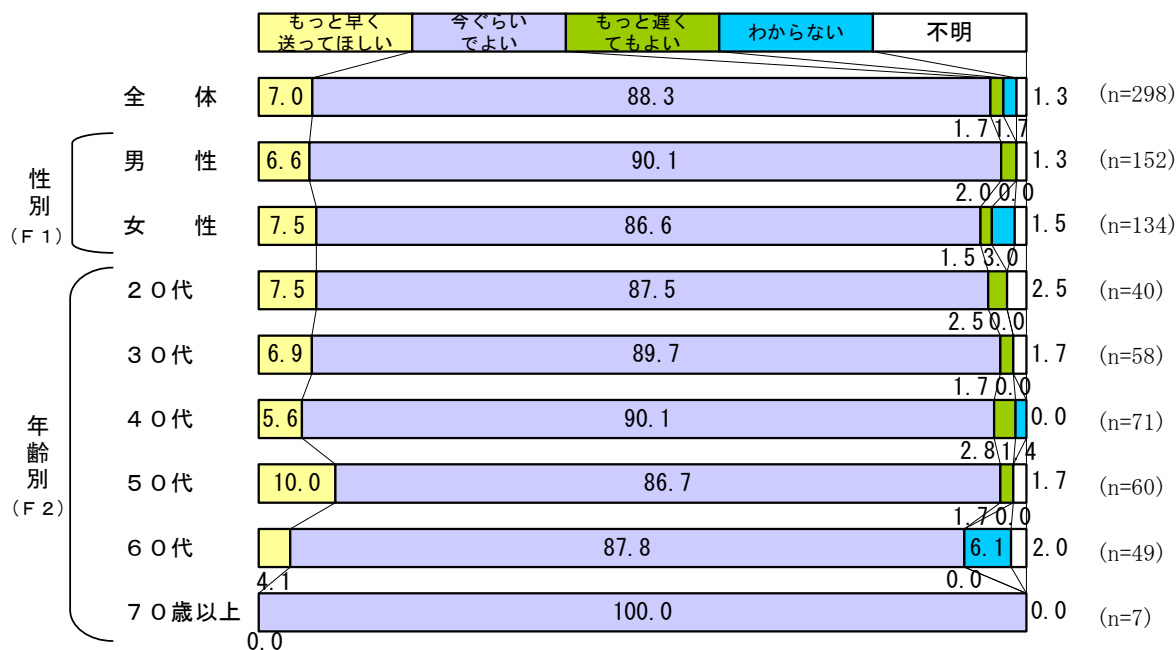 もっと早く
送ってほしい
今ぐらい
でよい
もっと遅く
てもよい
わからない
不明
全 体 7.0 88.3 1.3 (n=298)
1.7 1.7
性別
(F1)
男 性 6.6 90.1 1.3 (n=152)
2.0 0.0
女 性 7.5 86.6 1.5 (n=134)
1.5 3.0
年齢別
(F2)
20代 7.5 87.5 2.5 (n=40)
2.5 0.0
30代 6.9 89.7 1.7 (n=58)
1.7 0.0
40代 5.6 90.1 0.0 (n=71)
2.8 1.4
50代 10.0 86.7 1.7 (n=60)
1.7 0.0
60代 87.8 6.1 2.0 (n=49)
4.1 0.0
70歳以上 100.0 0.0 (n=7)
0.0